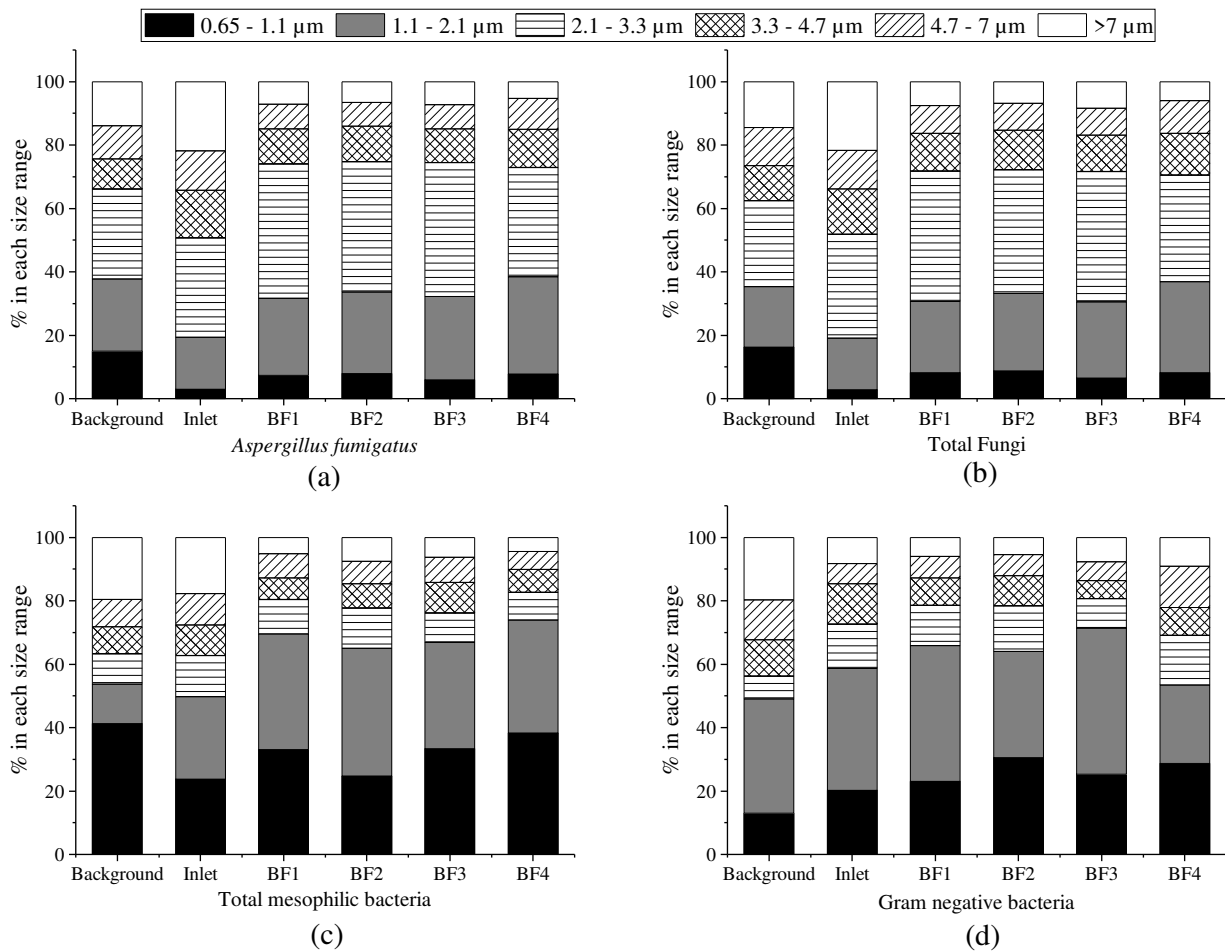 0.65 - 1.1 µm 1.1 - 2.1 µm 2.1 - 3.3 µm 3.3 - 4.7 µm 4.7 - 7 µm >7 µm
% in each size range
100
80
60
40
20
0
Background Inlet BF1 BF2 BF3 BF4
Aspergillus fumigatus
(a)
% in each size range
100
80
60
40
20
0
Background Inlet BF1 BF2 BF3 BF4
Total Fungi
(b)
% in each size range
100
80
60
40
20
0
Background Inlet BF1 BF2 BF3 BF4
Total mesophilic bacteria
(c)
% in each size range
100
80
60
40
20
0
Background Inlet BF1 BF2 BF3 BF4
Gram negative bacteria
(d)